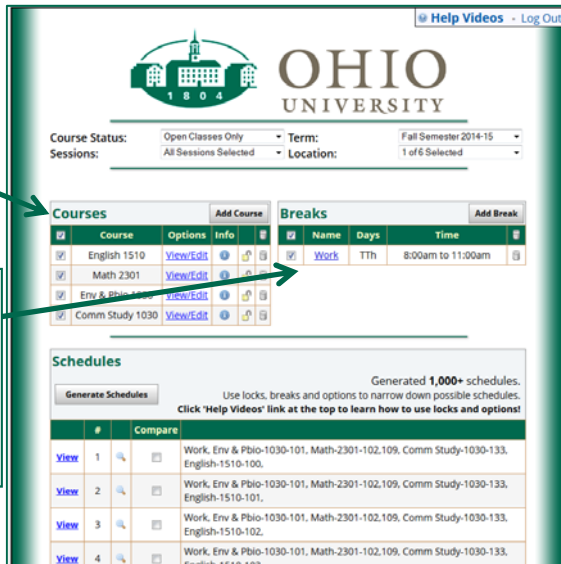 Help Videos - Log Out
1 8 0 4
OHIO
UNIVERSITY
Course Status: Open Classes Only Term: Fall Semester 2014-15
Sessions: All Sessions Selected Location: 1 of 6 Selected
Courses Add Course
Breaks Add Break
Course Options Info
Name Days Time
English 1510 View/Edit
Work TTh 8:00am to 11:00am
Math 2301 View/Edit
Env & Pbio 1030 View/Edit
Comm Study 1030 View/Edit
Schedules
Generated 1,000+ schedules.
Generate Schedules
Use locks, breaks and options to narrow down possible schedules.
Click 'Help Videos' link at the top to learn how to use locks and options!
# Compare
View 1 Work, Env & Pbio-1030-101, Math-2301-102,109, Comm Study-1030-133,
English-1510-100,
View 2 Work, Env & Pbio-1030-101, Math-2301-102,109, Comm Study-1030-133,
English-1510-101,
View 3 Work, Env & Pbio-1030-101, Math-2301-102,109, Comm Study-1030-133,
English-1510-102,
View 4 Work, Env & Pbio-1030-101, Math-2301-102,109, Comm Study-1030-133,